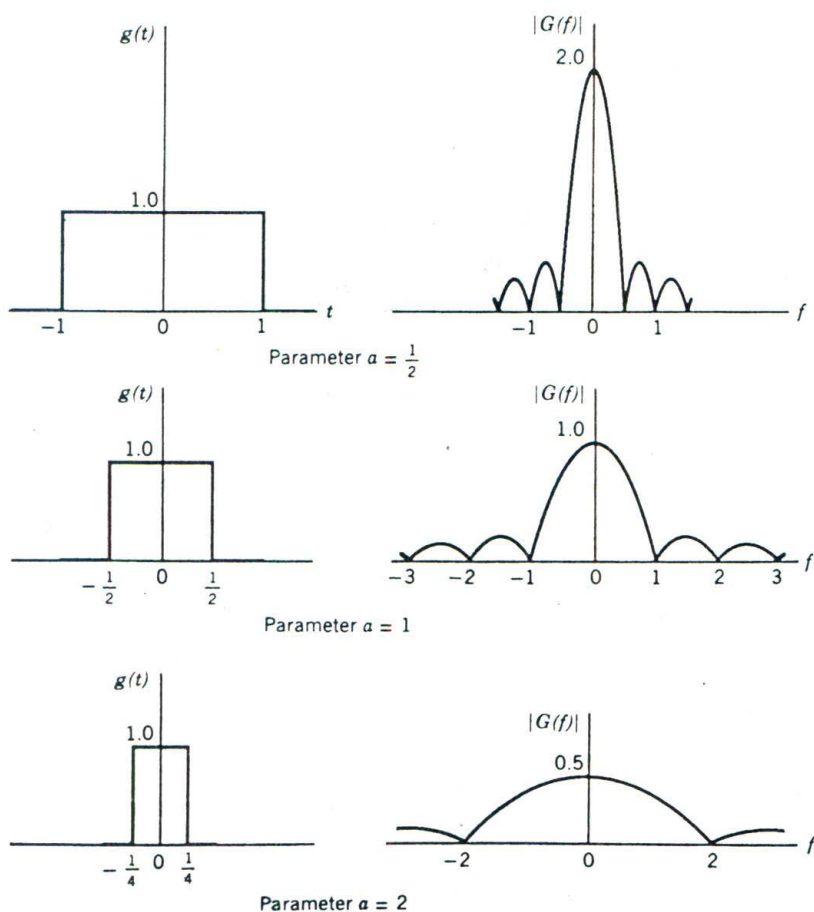 g(t)
|G(f)|
2.0
1.0
-1 0 1 t
-1 0 1 f
Parameter a = 1/2
g(t)
|G(f)|
1.0
1.0
-1/2 0 1/2
-3 -2 -1 0 1 2 3 f
Parameter a = 1
g(t)
|G(f)|
1.0
0.5
-1/4 0 1/4
-2 0 2 f
Parameter a = 2